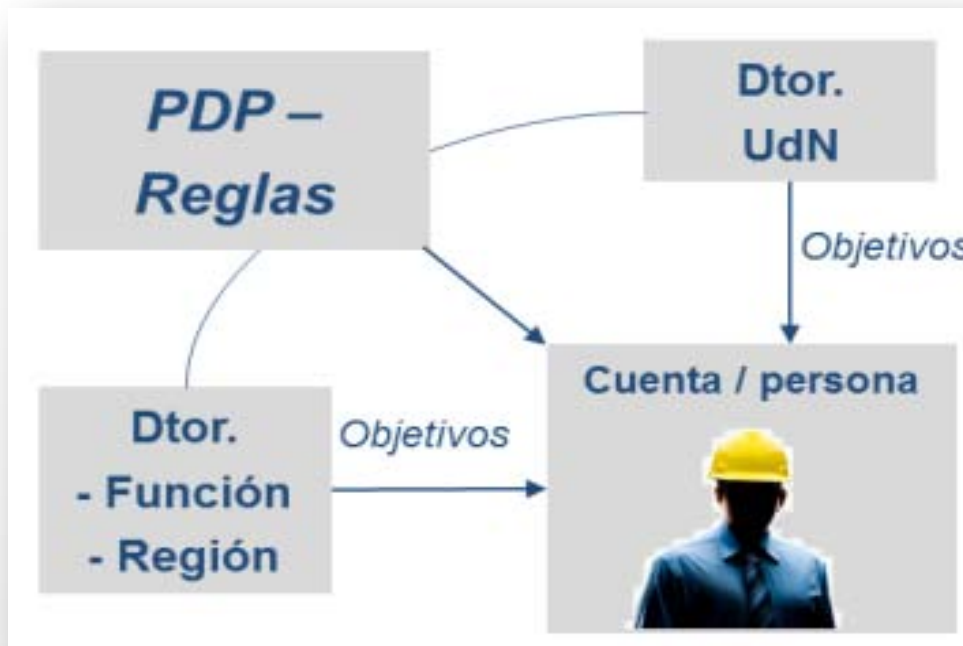 PDP –
Reglas
Dtor.
UdN
Objetivos
Cuenta / persona
Dtor.
- Función
- Región
Objetivos